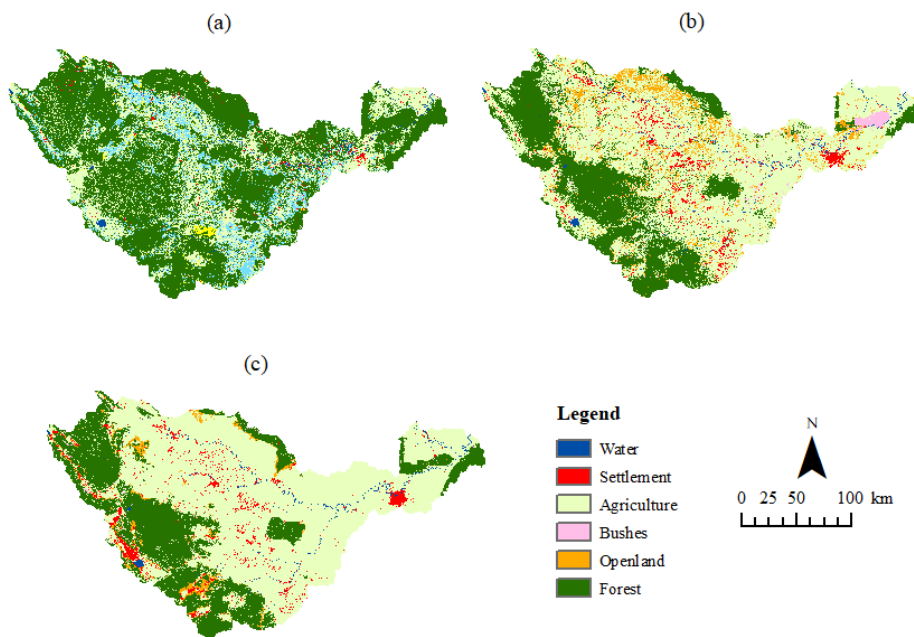 (a)
(b)
(c)
Legend
Water
Settlement
Agriculture
Bushes
Openland
Forest
N
0 25 50 100 km